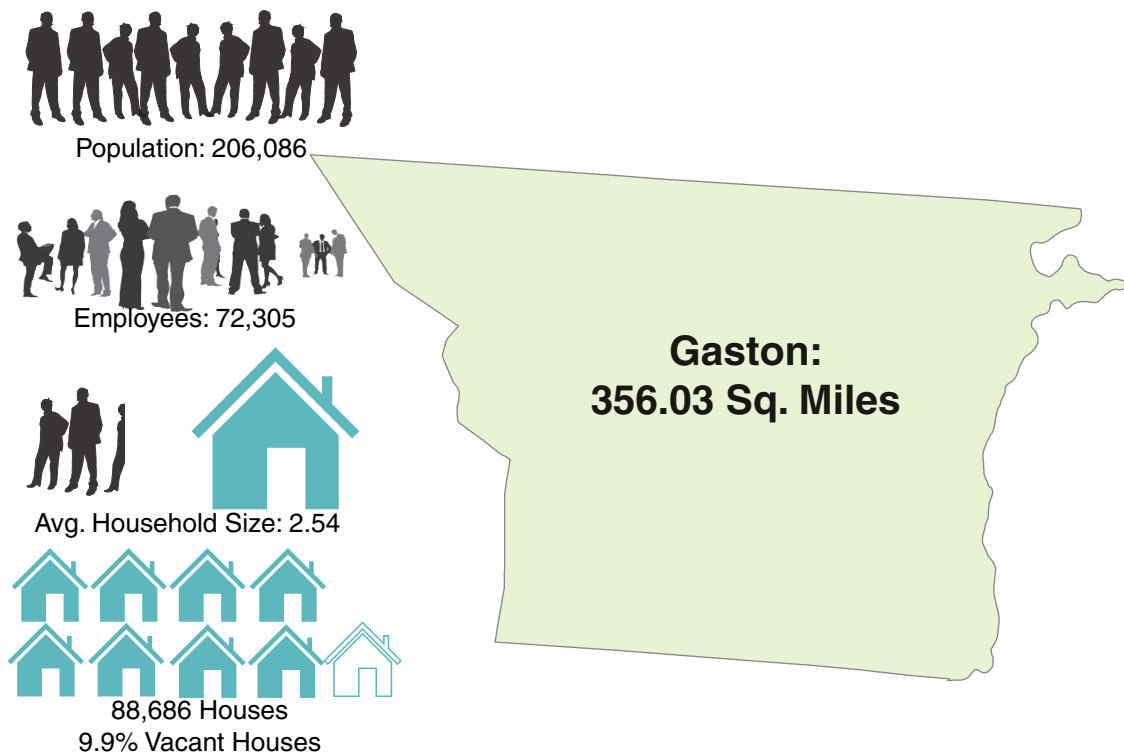 Population: 206,086
Employees: 72,305
Avg. Household Size: 2.54
88,686 Houses
9.9% Vacant Houses
Gaston:
356.03 Sq. Miles